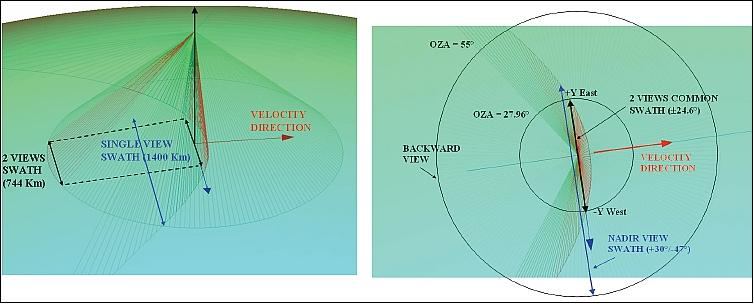 VELOCITY
DIRECTION
2 VIEWS
SWATH
(744 Km)
SINGLE VIEW
SWATH (1400 Km)
OZA = 55°
+Y East
OZA = 27.96°
2 VIEWS COMMON
SWATH (±24.6°)
BACKWARD
VIEW
VELOCITY
DIRECTION
-Y West
NADIR VIEW
SWATH (+30°/-47°)